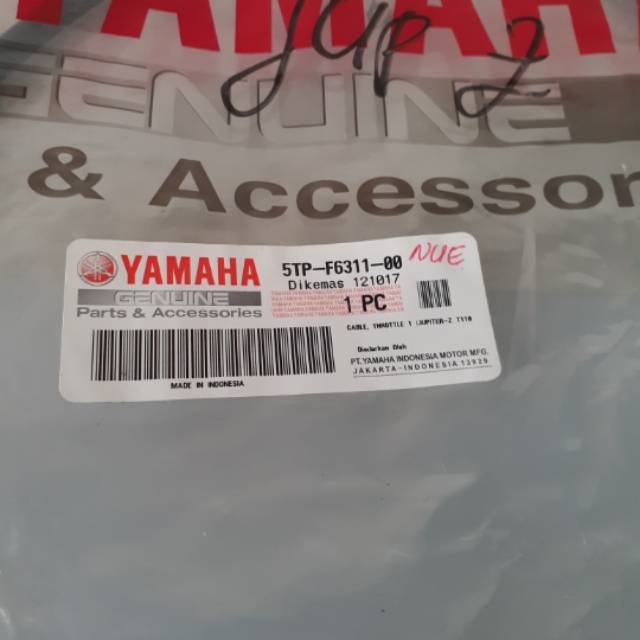 YAMAHA
Jup Z
GENUINE
& Accessor
YAMAHA
GENUINE
Parts & Accessories
5TP-F6311-00
NUE
Dikemas 121017
1 PC
CABLE, THROTTLE 1 (JUPITER-Z T110
Diedarkan Oleh
PT. YAMAHA INDONESIA MOTOR MFG.
JAKARTA-INDONESIA 13920
MADE IN INDONESIA